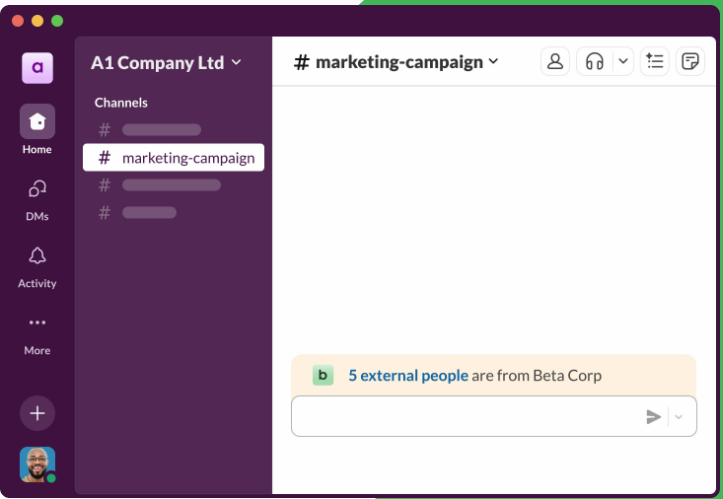 a
A1 Company Ltd
# marketing-campaign
Home
DMs
Activity
More
Channels
#
# marketing-campaign
#
#
b
5 external people are from Beta Corp